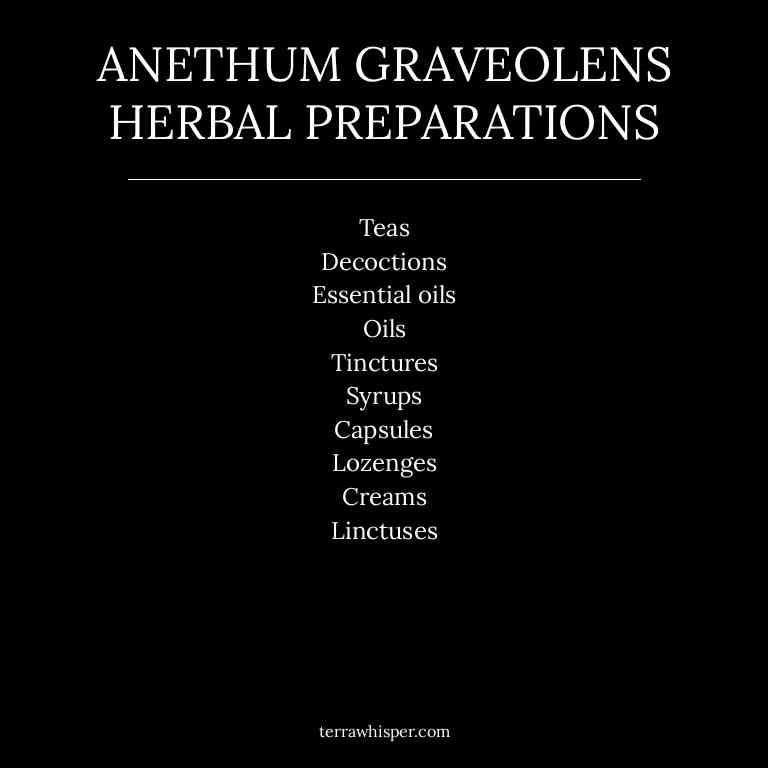 ANETHUM GRAVEOLENS
HERBAL PREPARATIONS
Teas
Decoctions
Essential oils
Oils
Tinctures
Syrups
Capsules
Lozenges
Creams
Linctuses
terrawhisper.com